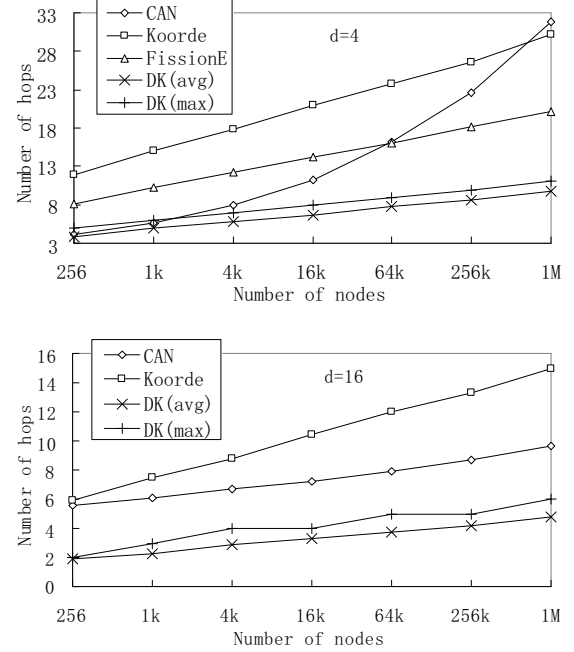 33
28
23
18
13
8
3
Number of hops
CAN
Koorde
FissionE
DK(avg)
DK(max)
d=4
256 1k 4k 16k 64k 256k 1M
Number of nodes
16
14
12
10
8
6
4
2
0
Number of hops
CAN
Koorde
DK(avg)
DK(max)
d=16
256 1k 4k 16k 64k 256k 1M
Number of nodes